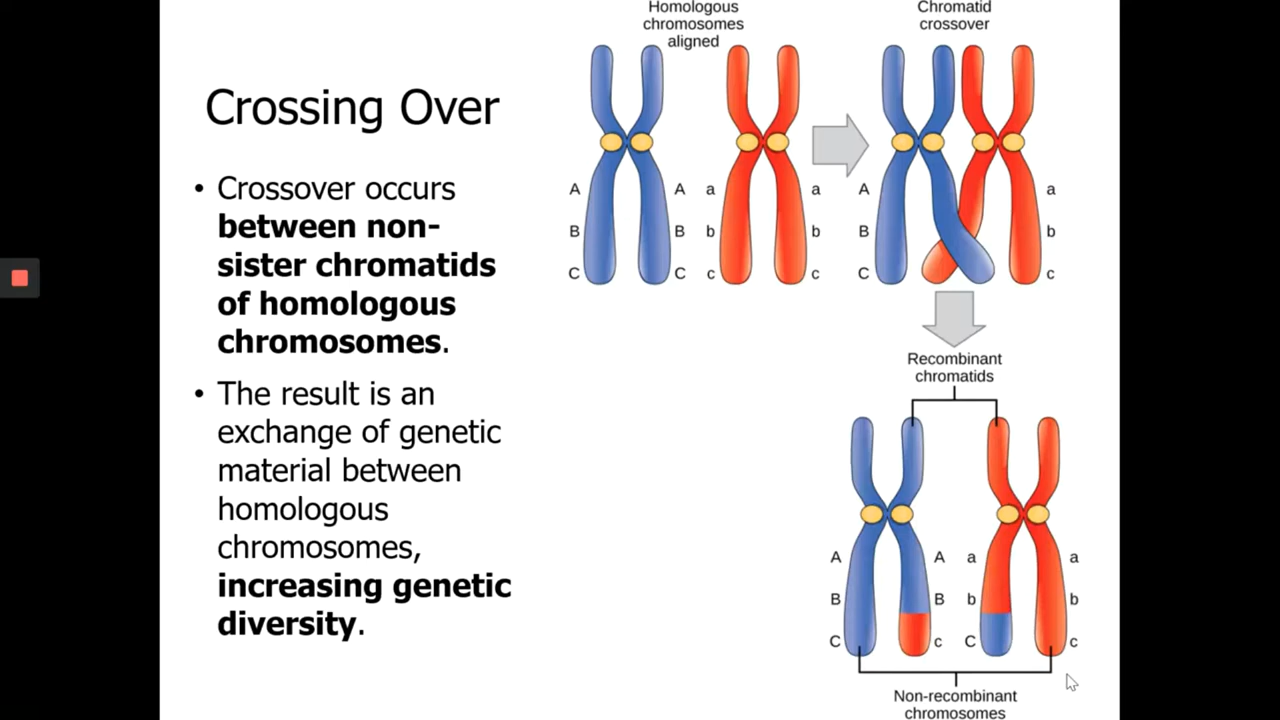 Crossing Over
• Crossover occurs
between non-
sister chromatids
of homologous
chromosomes.
• The result is an
exchange of genetic
material between
homologous
chromosomes,
increasing genetic
diversity.
Homologous
chromosomes
aligned
Chromatid
crossover
A A a a A a
B B b b B b
C C c c C c
Recombinant
chromatids
A A a a
B B b b
C c C c
Non-recombinant
chromosomes